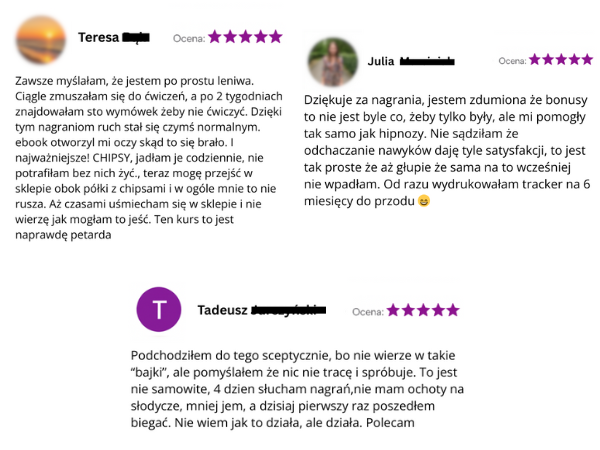 Teresa
Ocena:
Zawsze myślałam, że jestem po prostu leniwa.
Ciągle zmuszałam się do ćwiczeń, a po 2 tygodniach
znajdowałam sto wymówek żeby nie ćwiczyć. Dzięki
tym nagraniom ruch stał się czymś normalnym.
ebook otworzył mi oczy skąd to się brało. I
najważniejsze! CHIPSY, jadłam je codziennie, nie
potrafiłam bez nich żyć., teraz mogę przejść w
sklepie obok półki z chipsami i w ogóle mnie to nie
rusza. Aż czasami uśmiecham się w sklepie i nie
wierzę jak mogłam to jeść. Ten kurs to jest
naprawdę petarda
Julia
Ocena:
Dziękuje za nagrania, jestem zdumiona że bonusy
to nie jest byle co, żeby tylko były, ale mi pomogły
tak samo jak hipnozy. Nie sądziłam że
odchaczanie nawyków daję tyle satysfakcji, to jest
tak proste że aż głupie że sama na to wcześniej
nie wpadłam. Od razu wydrukowałam tracker na 6
miesięcy do przodu 😄
T
Tadeusz
Ocena:
Podchodziłem do tego sceptycznie, bo nie wierze w takie
“bajki”, ale pomyślałem że nic nie tracę i spróbuje. To jest
nie samowite, 4 dzien słucham nagrań,nie mam ochoty na
słodycze, mniej jem, a dzisiaj pierwszy raz poszedłem
biegać. Nie wiem jak to działa, ale działa. Polecam